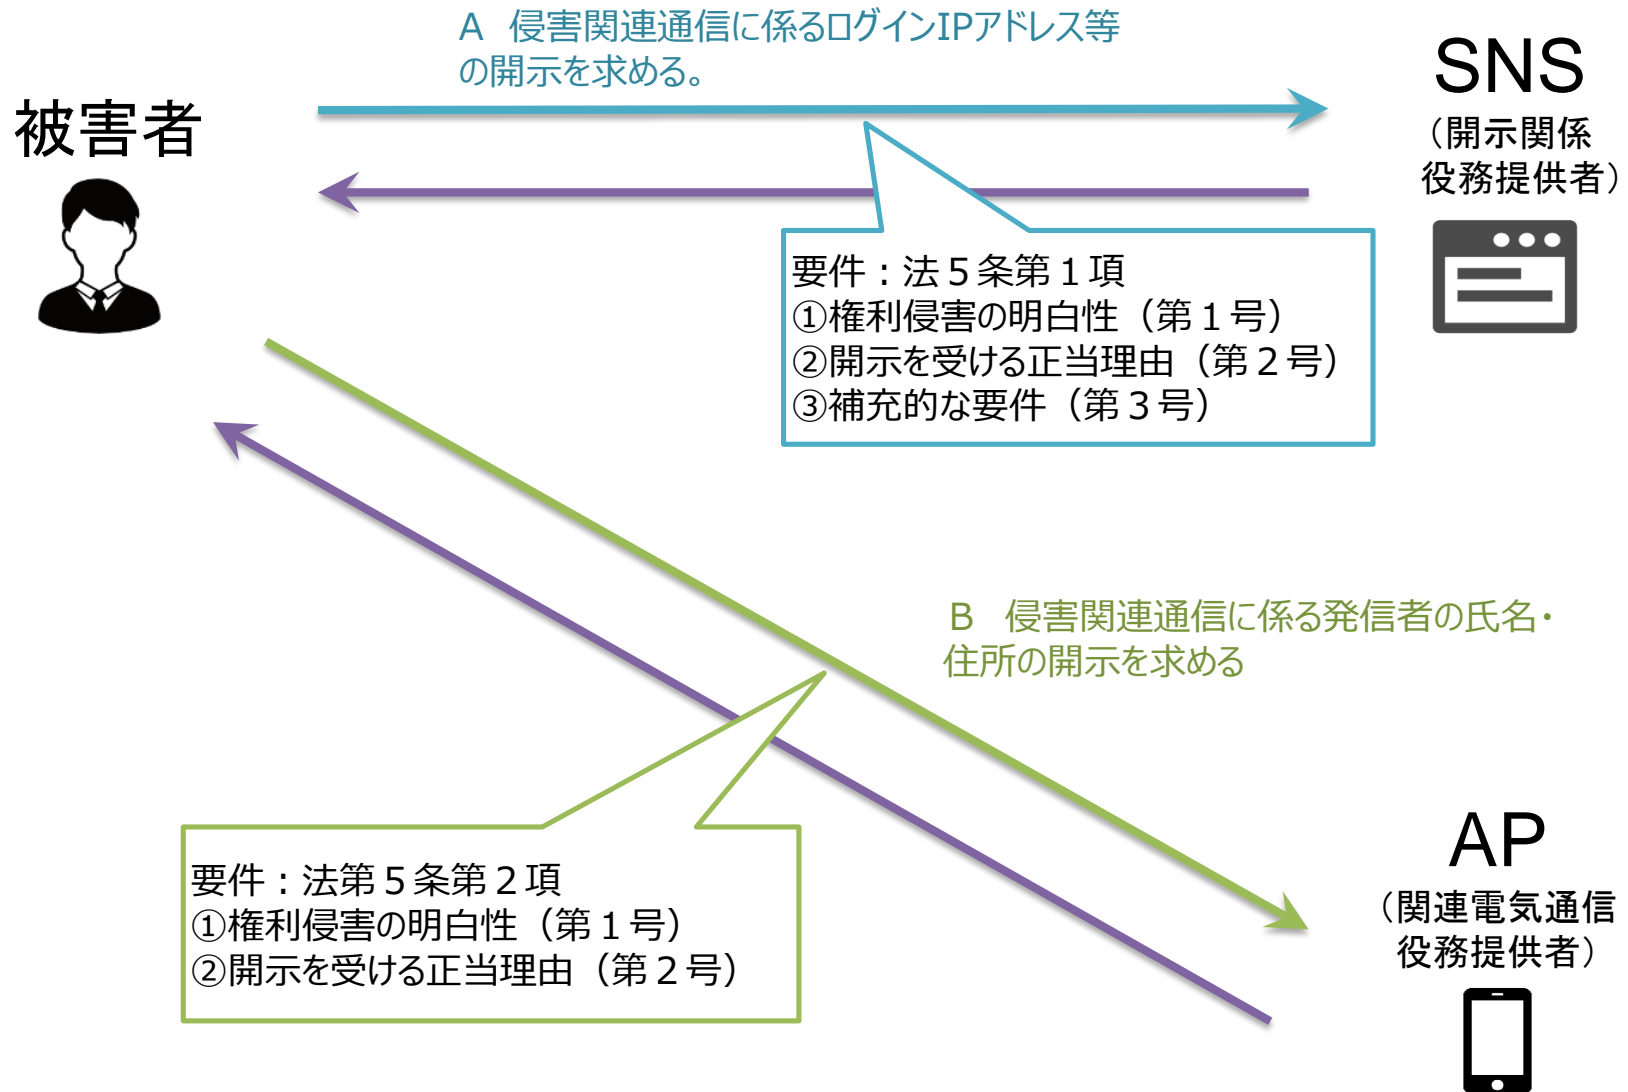 A　侵害関連通信に係るログインIPアドレス等
の開示を求める。
SNS
（開示関係
役務提供者）
被害者
要件：法５条第１項
①権利侵害の明白性（第１号）
②開示を受ける正当理由（第２号）
③補充的な要件（第３号）
B　侵害関連通信に係る発信者の氏名・
住所の開示を求める
要件：法第５条第２項
①権利侵害の明白性（第１号）
②開示を受ける正当理由（第２号）
AP
（関連電気通信
役務提供者）